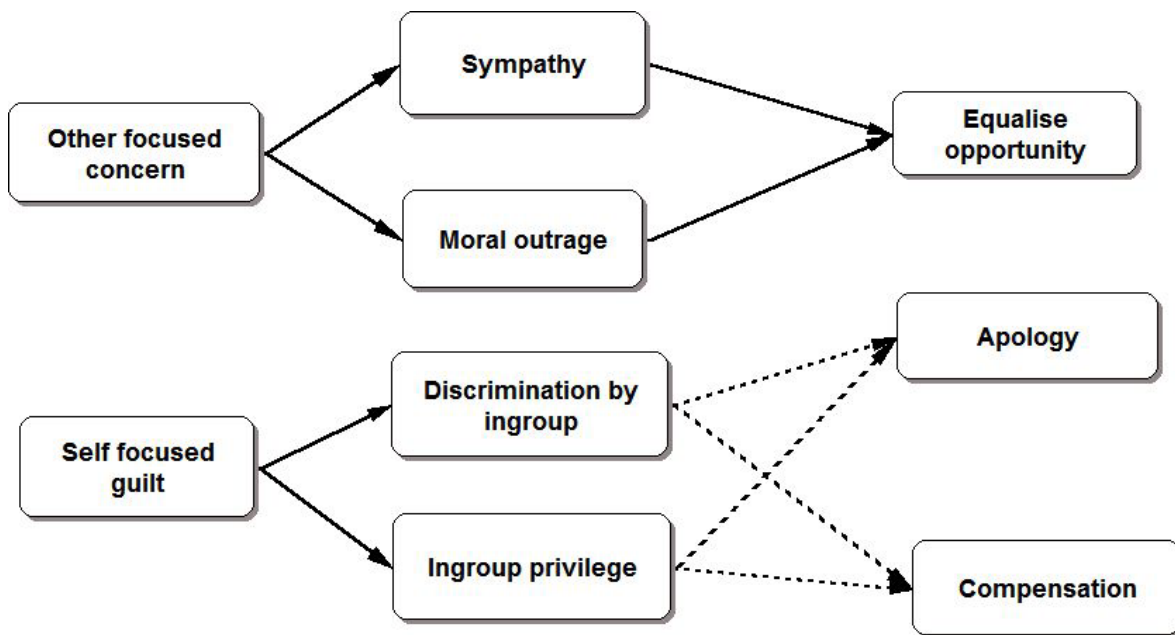 Sympathy
Other focused
concern
Equalise
opportunity
Moral outrage
Apology
Discrimination by
ingroup
Self focused
guilt
Ingroup privilege
Compensation